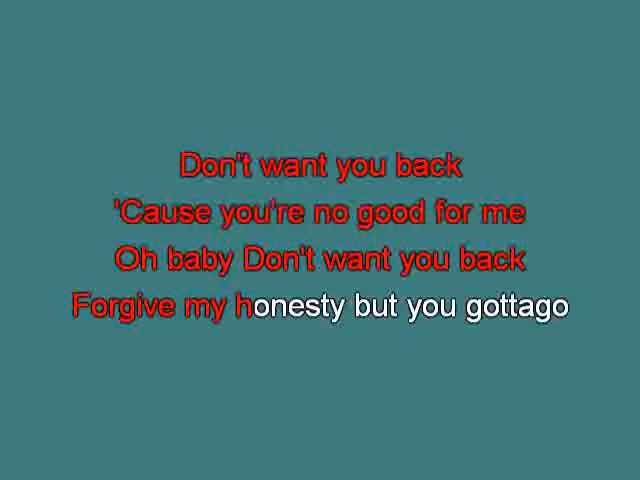 Don't want you back
'Cause you're no good for me
Oh baby Don't want you back
Forgive my honesty but you gottago